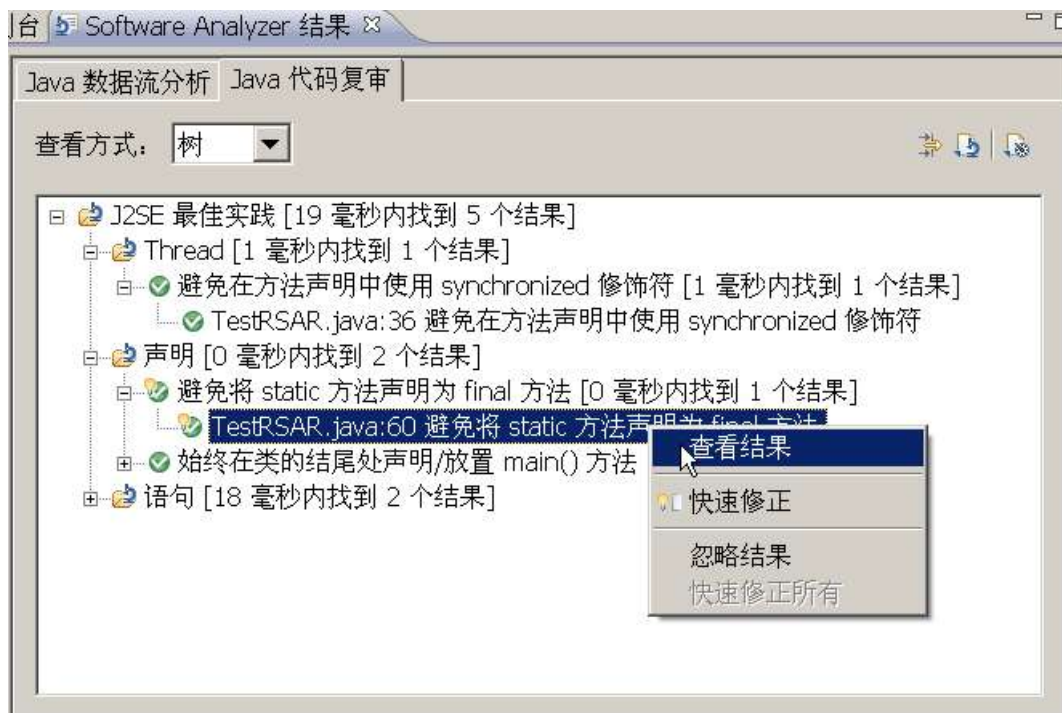 台 Software Analyzer 结果
Java 数据流分析 Java 代码复审
查看方式： 树
J2SE 最佳实践 [19 毫秒内找到 5 个结果]
Thread [1 毫秒内找到 1 个结果]
避免在方法声明中使用 synchronized 修饰符 [1 毫秒内找到 1 个结果]
TestRSAR.java:36 避免在方法声明中使用 synchronized 修饰符
声明 [0 毫秒内找到 2 个结果]
避免将 static 方法声明为 final 方法 [0 毫秒内找到 1 个结果]
TestRSAR.java:60 避免将 static 方法声明为 final 方法
查看结果
始终在类的结尾处声明/放置 main() 方法
语句 [18 毫秒内找到 2 个结果]
快速修正
忽略结果
快速修正所有